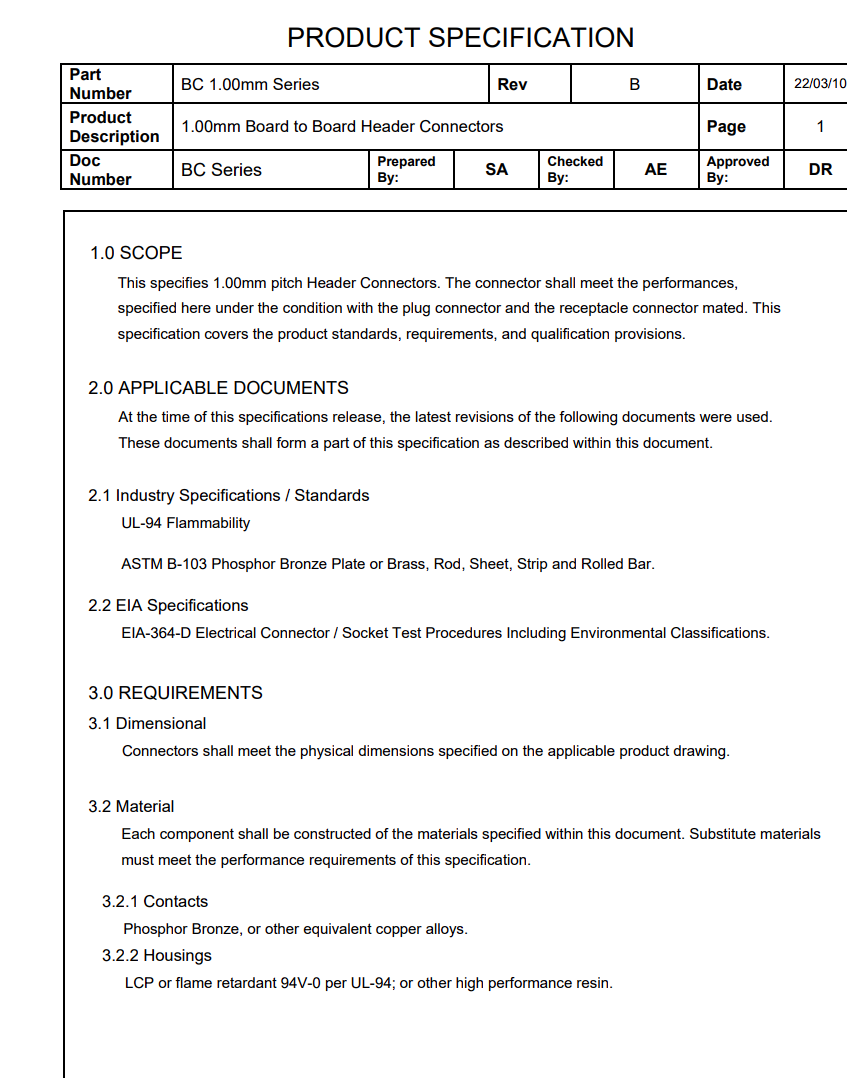 PRODUCT SPECIFICATION
Part Number BC 1.00mm Series Rev B Date 22/03/10
Product Description 1.00mm Board to Board Header Connectors Page 1
Doc Number BC Series Prepared By: SA Checked By: AE Approved By: DR
1.0 SCOPE
This specifies 1.00mm pitch Header Connectors. The connector shall meet the performances,
specified here under the condition with the plug connector and the receptacle connector mated. This
specification covers the product standards, requirements, and qualification provisions.
2.0 APPLICABLE DOCUMENTS
At the time of this specifications release, the latest revisions of the following documents were used.
These documents shall form a part of this specification as described within this document.
2.1 Industry Specifications / Standards
UL-94 Flammability
ASTM B-103 Phosphor Bronze Plate or Brass, Rod, Sheet, Strip and Rolled Bar.
2.2 EIA Specifications
EIA-364-D Electrical Connector / Socket Test Procedures Including Environmental Classifications.
3.0 REQUIREMENTS
3.1 Dimensional
Connectors shall meet the physical dimensions specified on the applicable product drawing.
3.2 Material
Each component shall be constructed of the materials specified within this document. Substitute materials
must meet the performance requirements of this specification.
3.2.1 Contacts
Phosphor Bronze, or other equivalent copper alloys.
3.2.2 Housings
LCP or flame retardant 94V-0 per UL-94; or other high performance resin.